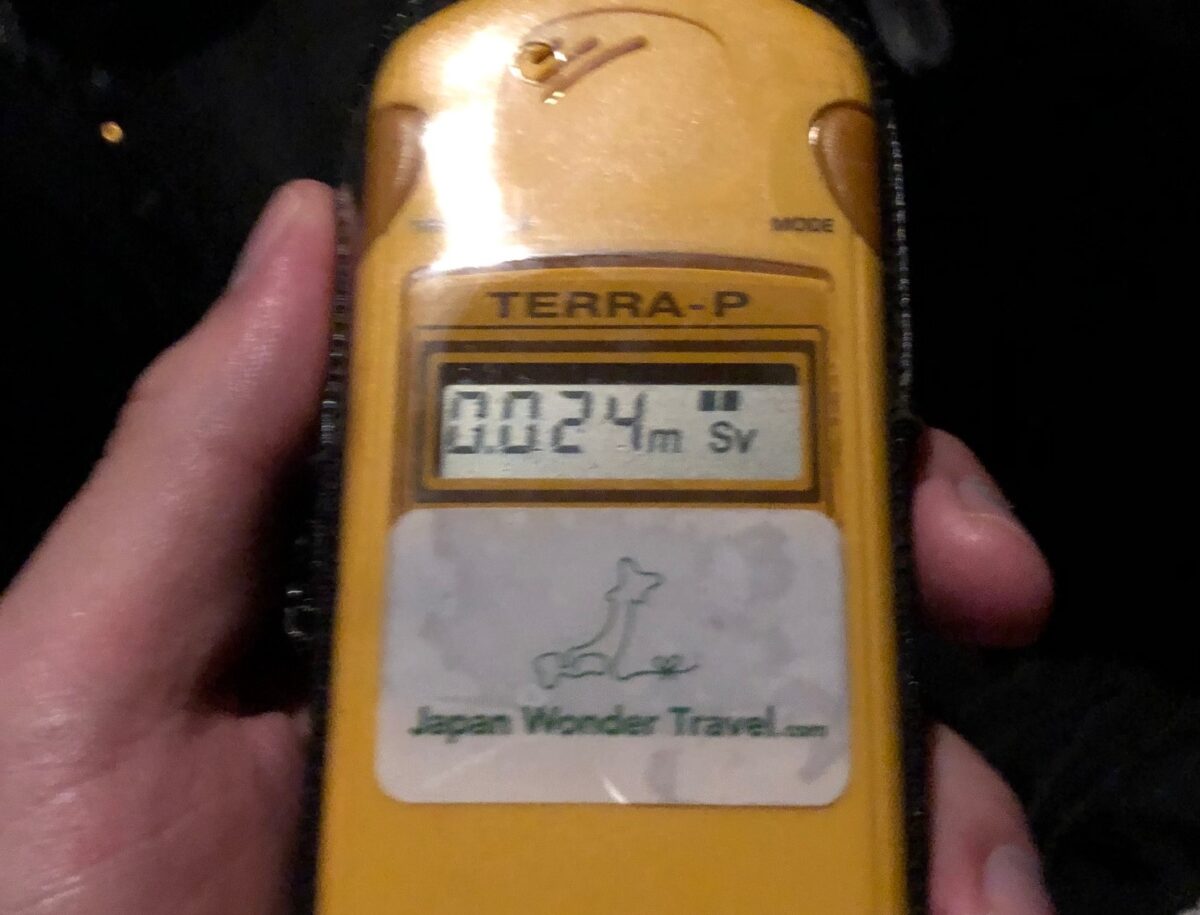 MODE
TERRA-P
0.024 m Sv
Japan Wonder Travel.com